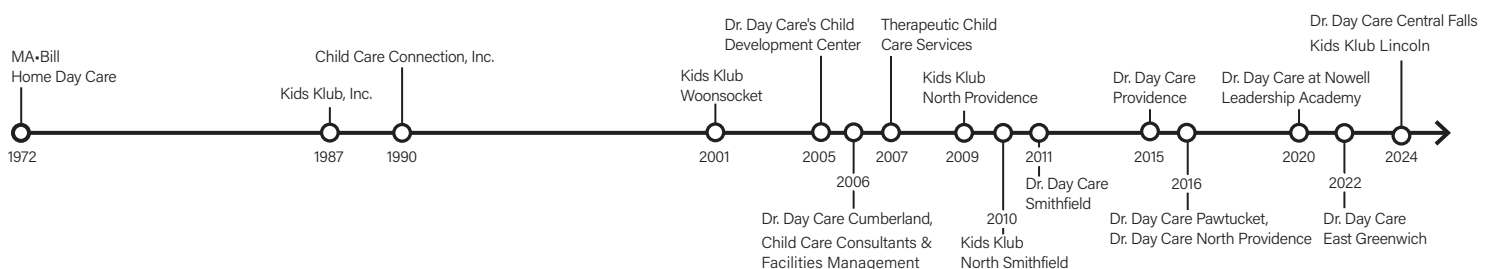 MA•Bill
Home Day Care
1972
Kids Klub, Inc.
1987
Child Care Connection, Inc.
1990
Kids Klub
Woonsocket
2001
Dr. Day Care's Child
Development Center
2005
2006
Dr. Day Care Cumberland,
Child Care Consultants &
Facilities Management
Therapeutic Child
Care Services
2007
Kids Klub
North Providence
2009
2010
Kids Klub
North Smithfield
2011
Dr. Day Care
Smithfield
Dr. Day Care
Providence
2015
2016
Dr. Day Care Pawtucket,
Dr. Day Care North Providence
Dr. Day Care at Nowell
Leadership Academy
2020
2022
Dr. Day Care
East Greenwich
Dr. Day Care Central Falls
Kids Klub Lincoln
2024